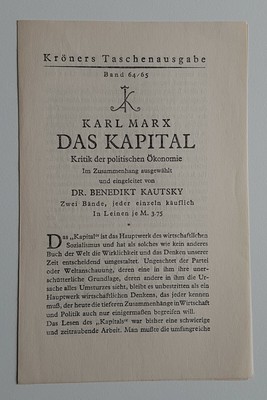 Kröners Taschenausgabe
Band 64/65
AK
KARL MARX
DAS KAPITAL
Kritik der politischen Ökonomie
Im Zusammenhang ausgewählt
und eingeleitet von
DR. BENEDIKT KAUTSKY
Zwei Bände, jeder einzeln käuflich
In Leinen je M. 3.75
*
Das „Kapital" ist das Hauptwerk des wirtschaftlichen
Sozialismus und hat als solches wie kein anderes
Buch der Welt die Wirklichkeit und das Denken unserer
Zeit entscheidend umgestaltet. Ungeachtet der Partei
oder Weltanschauung, deren eine in ihm ihre uner-
schütterliche Grundlage, deren andere in ihm die Ur-
sache alles Umsturzes sieht, bleibt es unbestritten als ein
Hauptwerk wirtschaftlichen Denkens, das jeder kennen
muß, der heute die tieferen Zusammenhänge in Wirtschaft
und Politik auch nur einigermaßen begreifen will.
Das Lesen des „Kapitals" war bisher eine schwierige
und zeitraubende Arbeit. Man mußte die umfangreiche